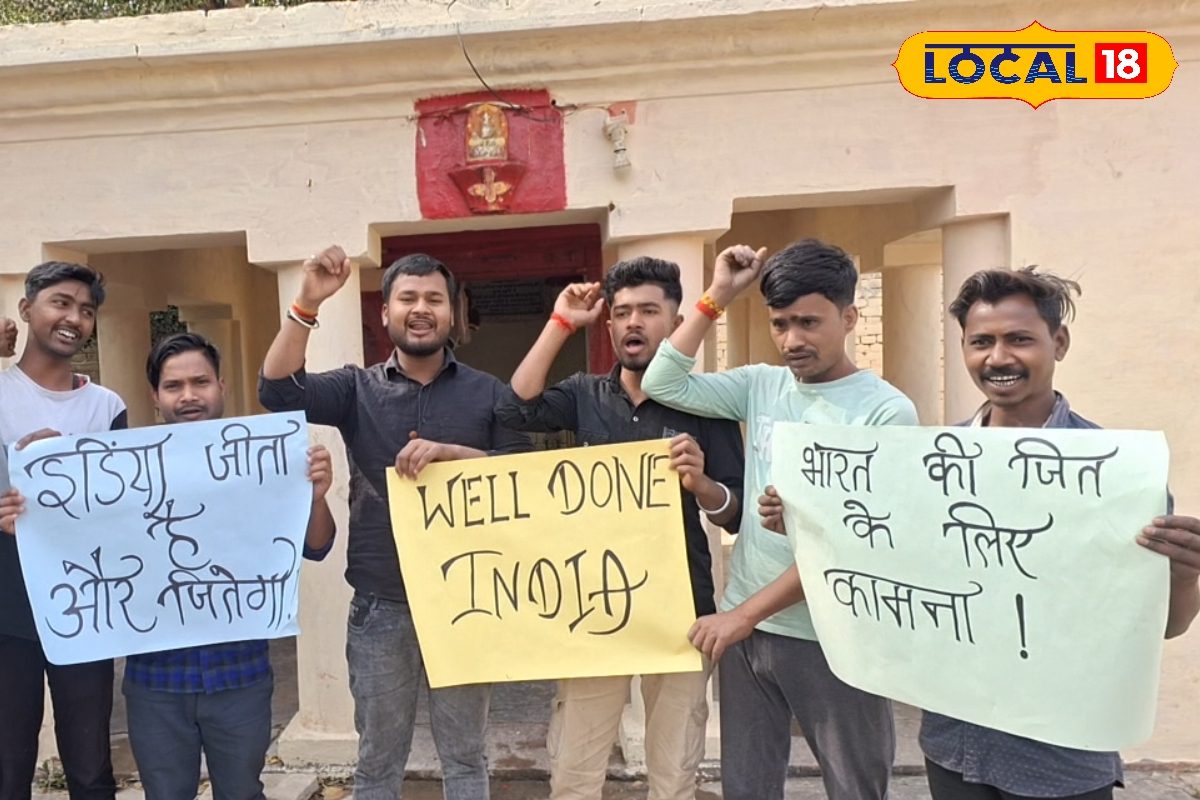 LOCAL 18
इंडिया जीता
है
और जितेगा!
WELL DONE
INDIA
भारत की जित
के लिए
कामना !